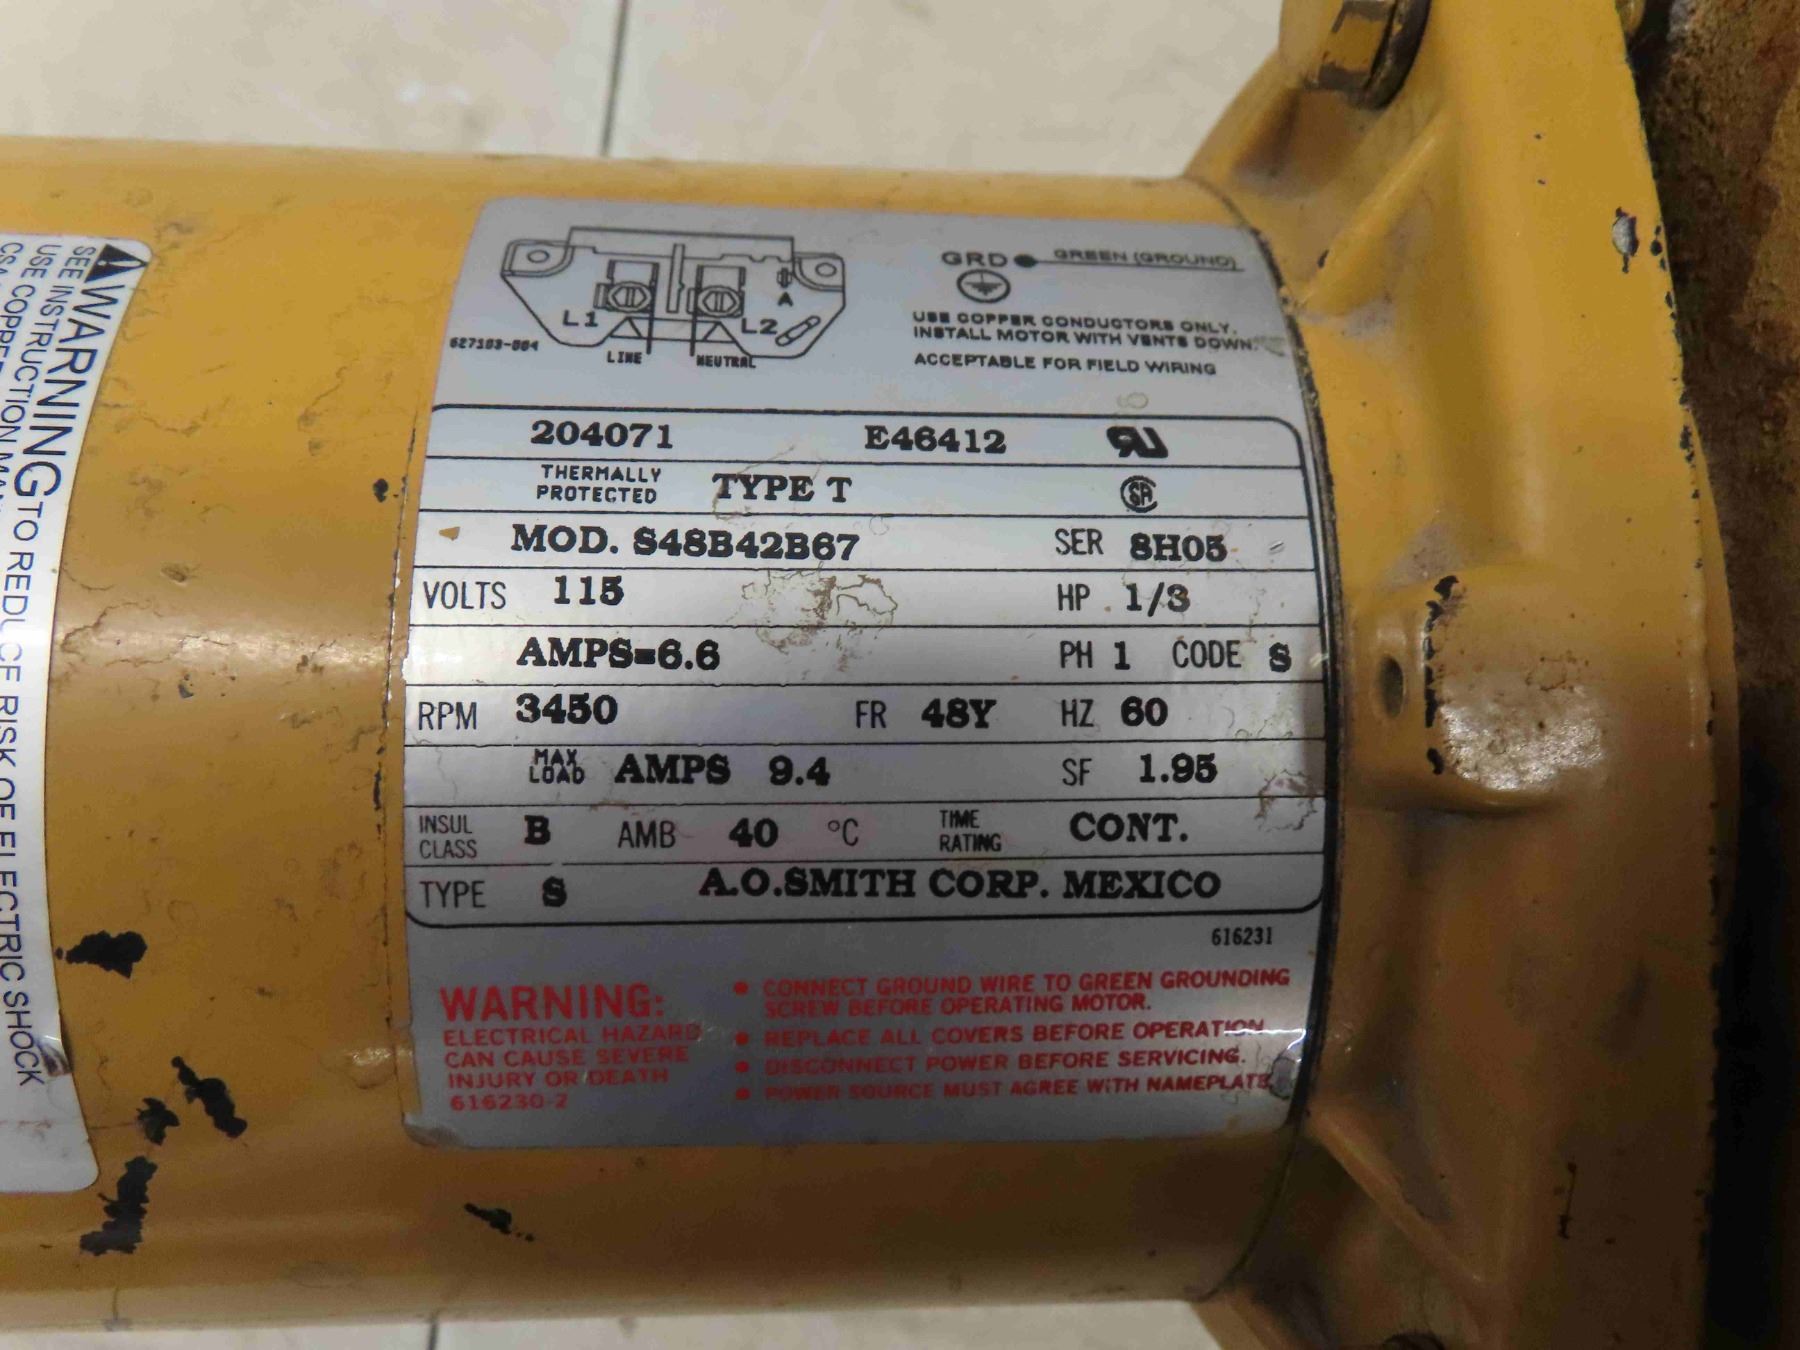 WARNING TO REDUCE RISK OF ELECTRIC SHOCK
SEE INSTRUCTION
USE COPPER
L1
L2
A
LINE
NEUTRAL
627103-004
GRD
GREEN (GROUND)
USE COPPER CONDUCTORS ONLY.
INSTALL MOTOR WITH VENTS DOWN.
ACCEPTABLE FOR FIELD WIRING
204071 E46412
THERMALLY PROTECTED TYPE T
MOD. S48B42B67 SER 8H05
VOLTS 115 HP 1/3
AMPS=6.6 PH 1 CODE S
RPM 3450 FR 48Y HZ 60
MAX LOAD AMPS 9.4 SF 1.95
INSUL CLASS B AMB 40 °C TIME RATING CONT.
TYPE S A.O.SMITH CORP. MEXICO
616231
WARNING:
ELECTRICAL HAZARD
CAN CAUSE SEVERE
INJURY OR DEATH
616230-2
• CONNECT GROUND WIRE TO GREEN GROUNDING
SCREW BEFORE OPERATING MOTOR.
• REPLACE ALL COVERS BEFORE OPERATION
• DISCONNECT POWER BEFORE SERVICING.
• POWER SOURCE MUST AGREE WITH NAMEPLATE